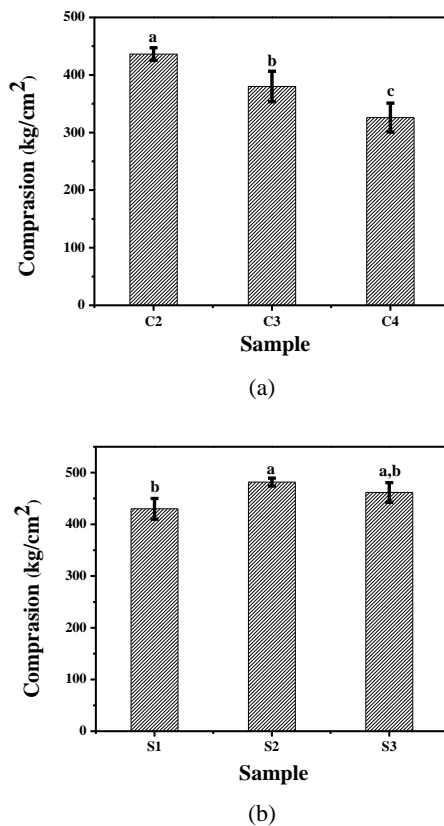 500
a
b
400
c
300
200
100
0
Comprasion (kg/cm²)
C2 C3 C4
Sample
(a)
a
a,b
500
b
400
300
200
100
0
Comprasion (kg/cm²)
S1 S2 S3
Sample
(b)